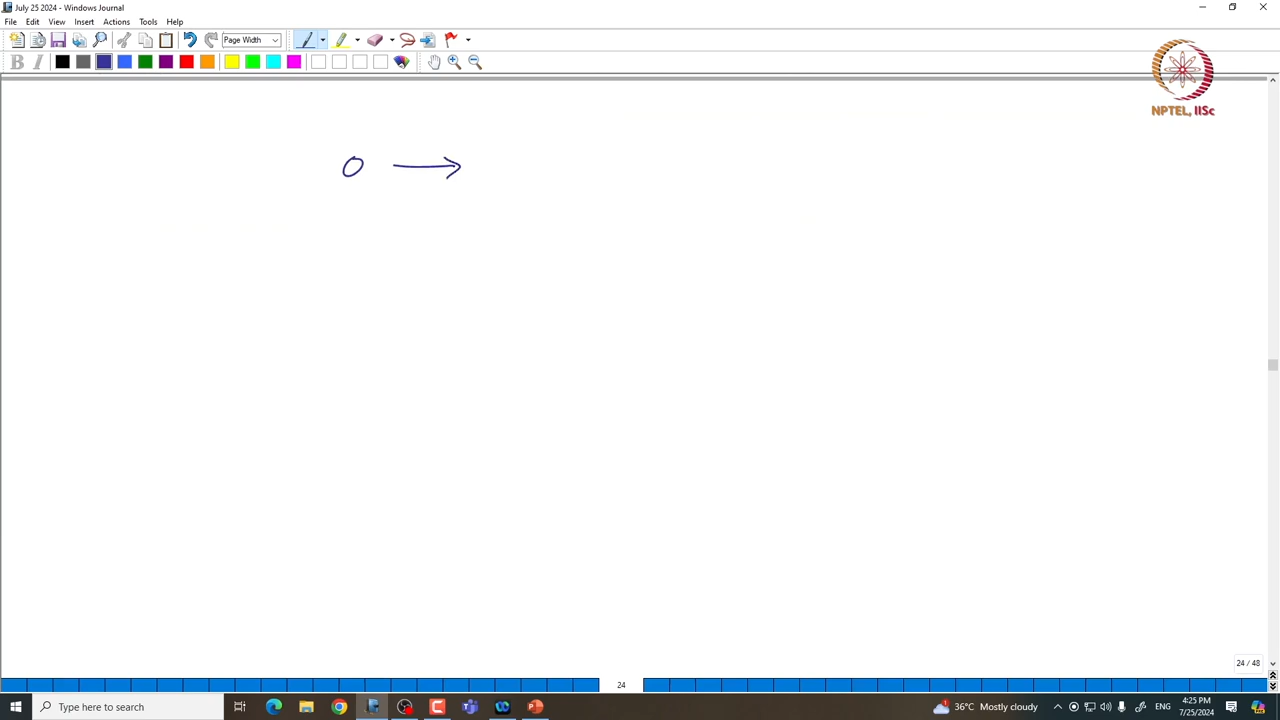 July 25 2024 - Windows Journal
File Edit View Insert Actions Tools Help
Page Width
B I
NPTEL, IISc
0 →
24 / 48
24
Type here to search
36°C Mostly cloudy
ENG
4:25 PM
7/25/2024